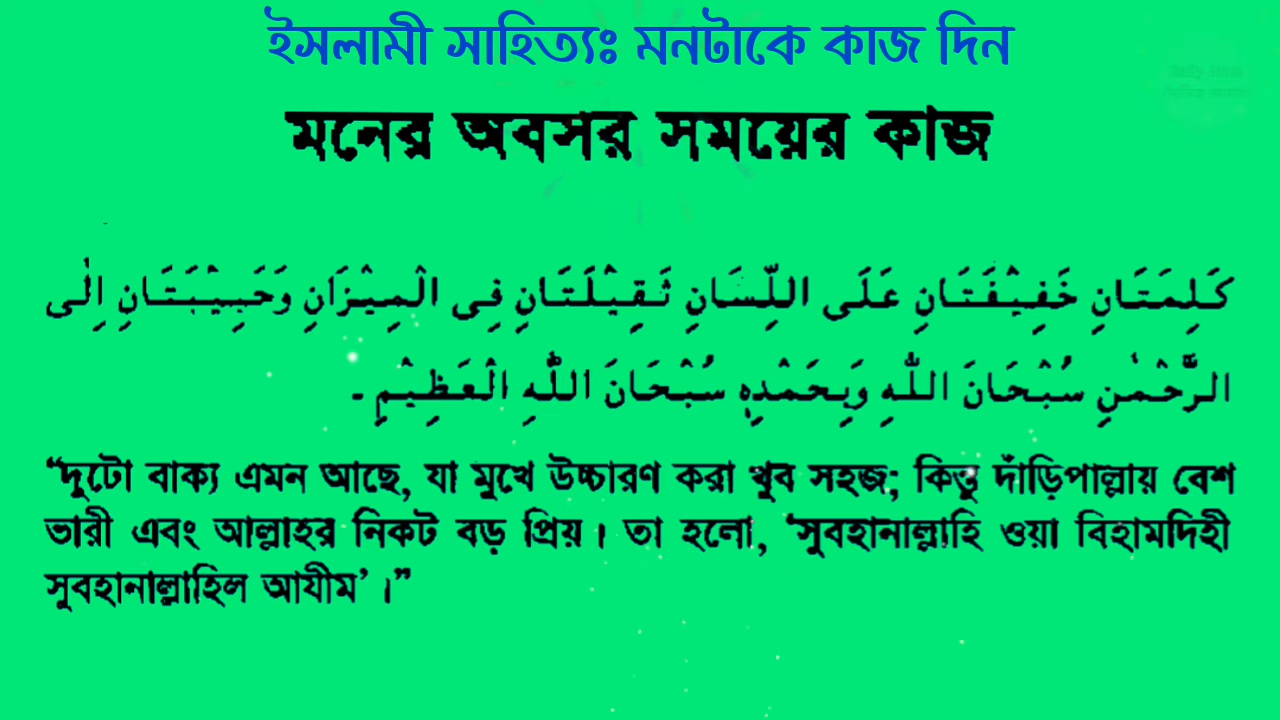 ইসলামী সাহিত্যঃ মনটাকে কাজ দিন
মনের অবসর সময়ের কাজ
كَلِمَتَانِ خَفِيْفَتَانِ عَلَى اللِّسَانِ ثَقِيْلَتَانِ فِى الْمِيْزَانِ وَحَبِيْبَتَانِ اِلٰى
الرَّحْمٰنِ سُبْحَانَ اللّٰهِ وَبِحَمْدِهٖ سُبْحَانَ اللّٰهِ الْعَظِيْمِ۔
“দুটো বাক্য এমন আছে, যা মুখে উচ্চারণ করা খুব সহজ; কিন্তু দাঁড়িপাল্লায় বেশ
ভারী এবং আল্লাহর নিকট বড় প্রিয়। তা হলো, ‘সুবহানাল্লাহি ওয়া বিহামদিহী
সুবহানাল্লাহিল আযীম’।”